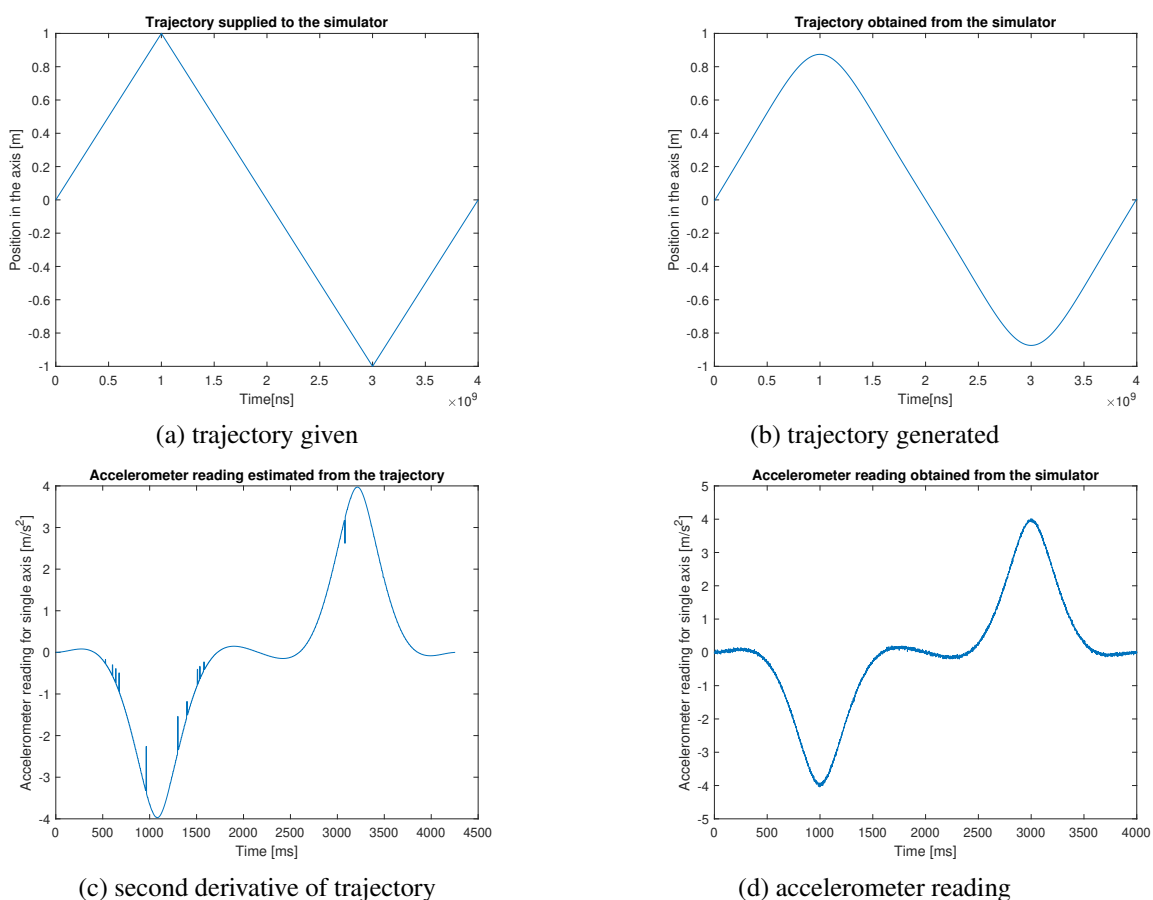 Trajectory supplied to the simulator
Position in the axis [m]
1
0.8
0.6
0.4
0.2
0
-0.2
-0.4
-0.6
-0.8
-1
0 0.5 1 1.5 2 2.5 3 3.5 4
Time[ns]
×10^9
(a) trajectory given
Trajectory obtained from the simulator
Position in the axis [m]
1
0.8
0.6
0.4
0.2
0
-0.2
-0.4
-0.6
-0.8
-1
0 0.5 1 1.5 2 2.5 3 3.5 4
Time[ns]
×10^9
(b) trajectory generated
Accelerometer reading estimated from the trajectory
Accelerometer reading for single axis [m/s^2]
4
3
2
1
0
-1
-2
-3
-4
0 500 1000 1500 2000 2500 3000 3500 4000 4500
Time [ms]
(c) second derivative of trajectory
Accelerometer reading obtained from the simulator
Accelerometer reading for single axis [m/s^2]
5
4
3
2
1
0
-1
-2
-3
-4
-5
0 500 1000 1500 2000 2500 3000 3500 4000
Time [ms]
(d) accelerometer reading